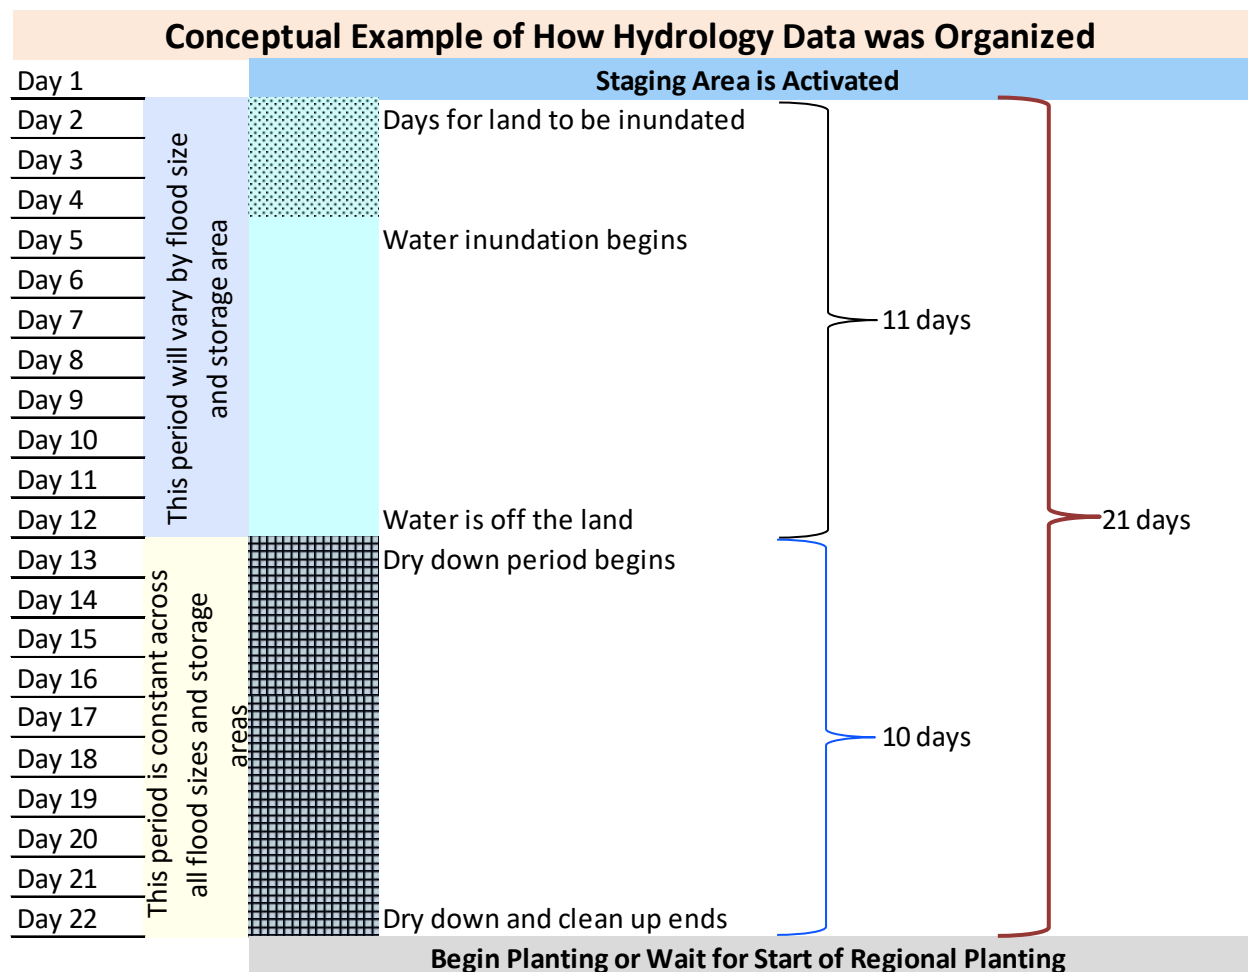 Conceptual Example of How Hydrology Data was Organized
Day 1
Staging Area is Activated
Day 2
Days for land to be inundated
Day 3
Day 4
Day 5
Water inundation begins
Day 6
Day 7
11 days
Day 8
Day 9
Day 10
Day 11
Day 12
Water is off the land
21 days
Day 13
Dry down period begins
Day 14
Day 15
Day 16
Day 17
10 days
Day 18
Day 19
Day 20
Day 21
Day 22
Dry down and clean up ends
This period will vary by flood size
and storage area
This period is constant across
all flood sizes and storage
areas
Begin Planting or Wait for Start of Regional Planting